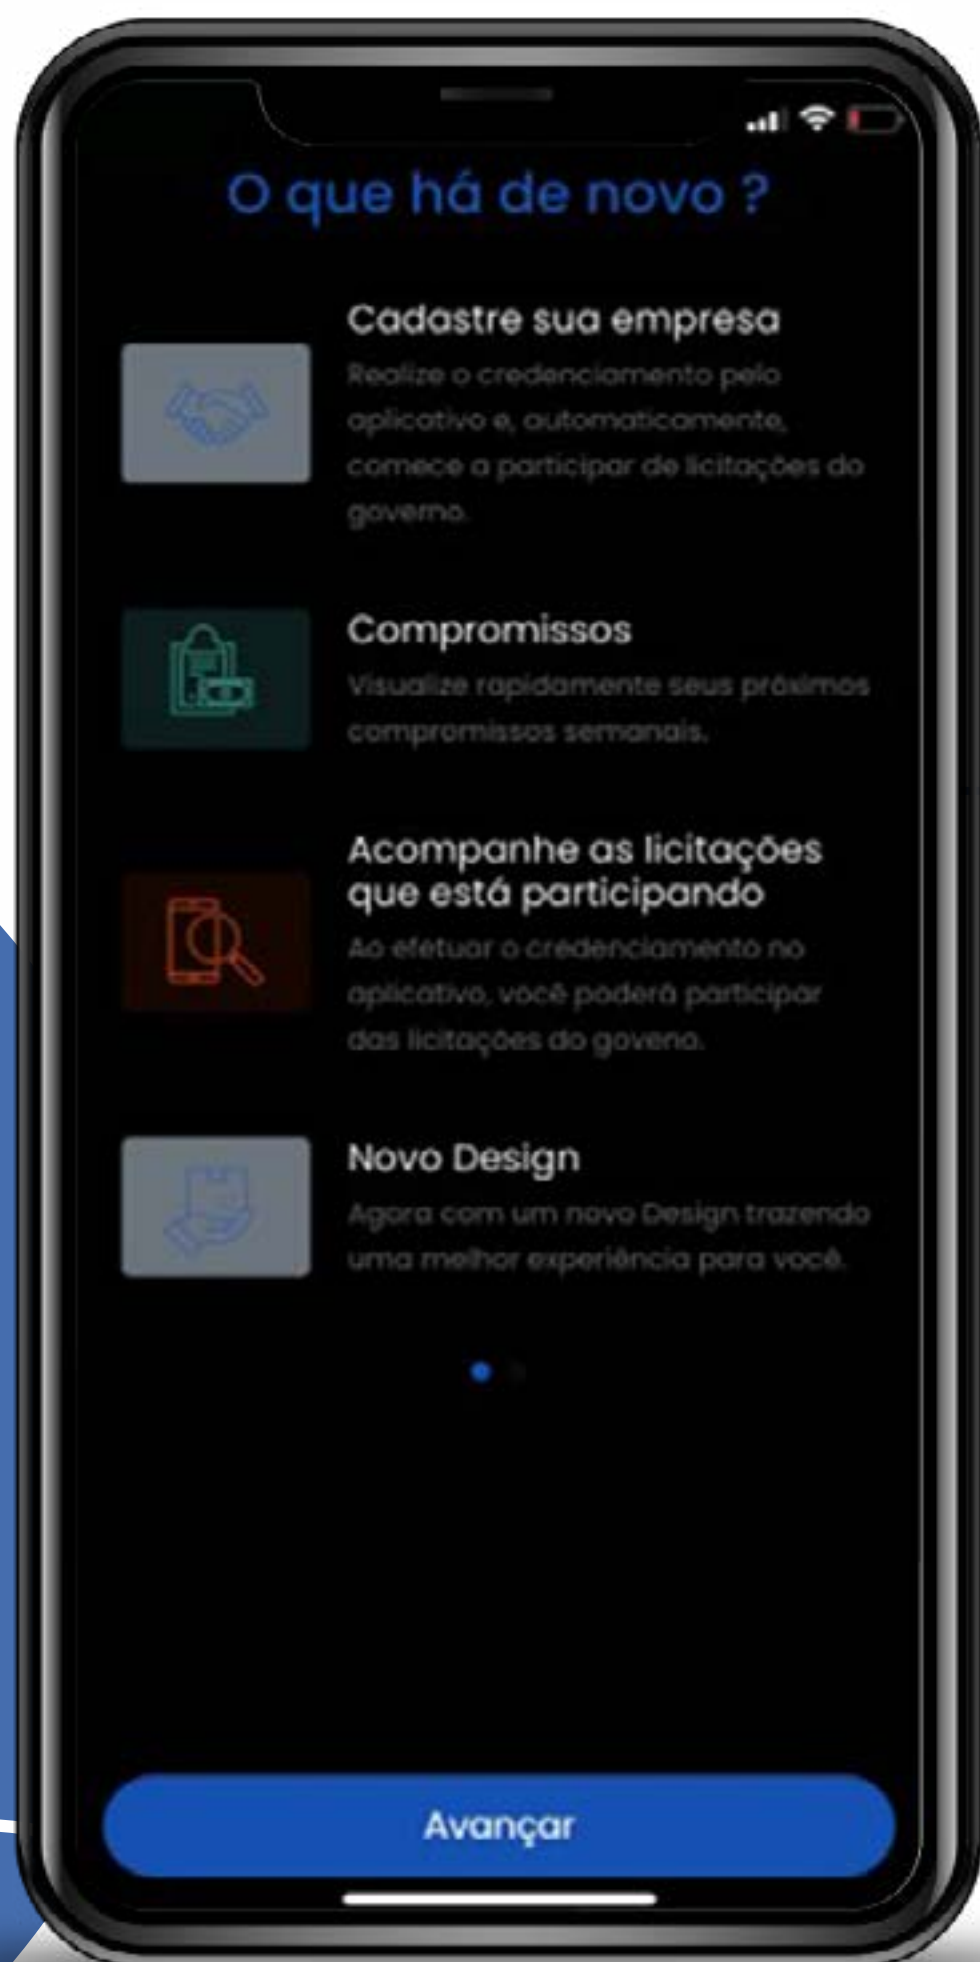 O que há de novo ?
Cadastre sua empresa
Realize o credenciamento pelo
aplicativo e, automaticamente,
comece a participar de licitações do
governo.
Compromissos
Visualize rapidamente seus próximos
compromissos semanais.
Acompanhe as licitações
que está participando
Ao efetuar o credenciamento no
aplicativo, você poderá participar
das licitações do goveno.
Novo Design
Agora com um novo Design trazendo
uma melhor experiência para você.
Avançar